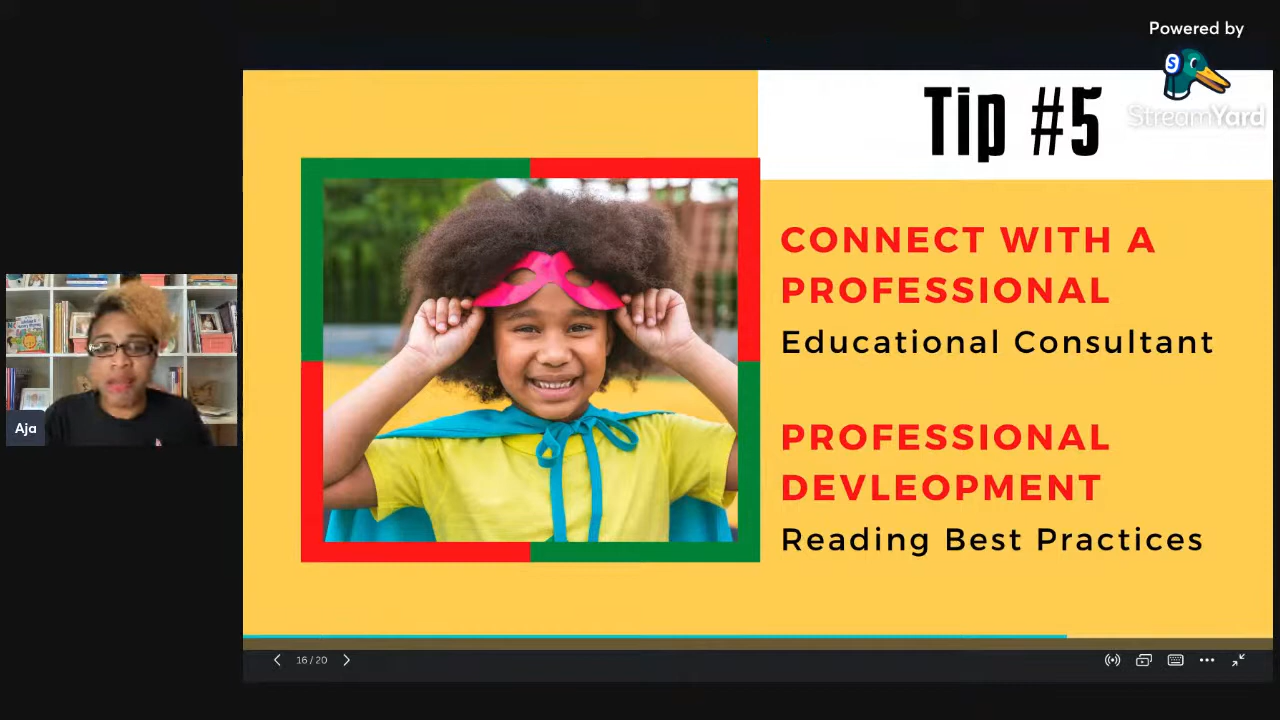 Powered by
StreamYard
Tip #5
CONNECT WITH A
PROFESSIONAL
Educational Consultant
PROFESSIONAL
DEVLEOPMENT
Reading Best Practices
Aja
16 / 20